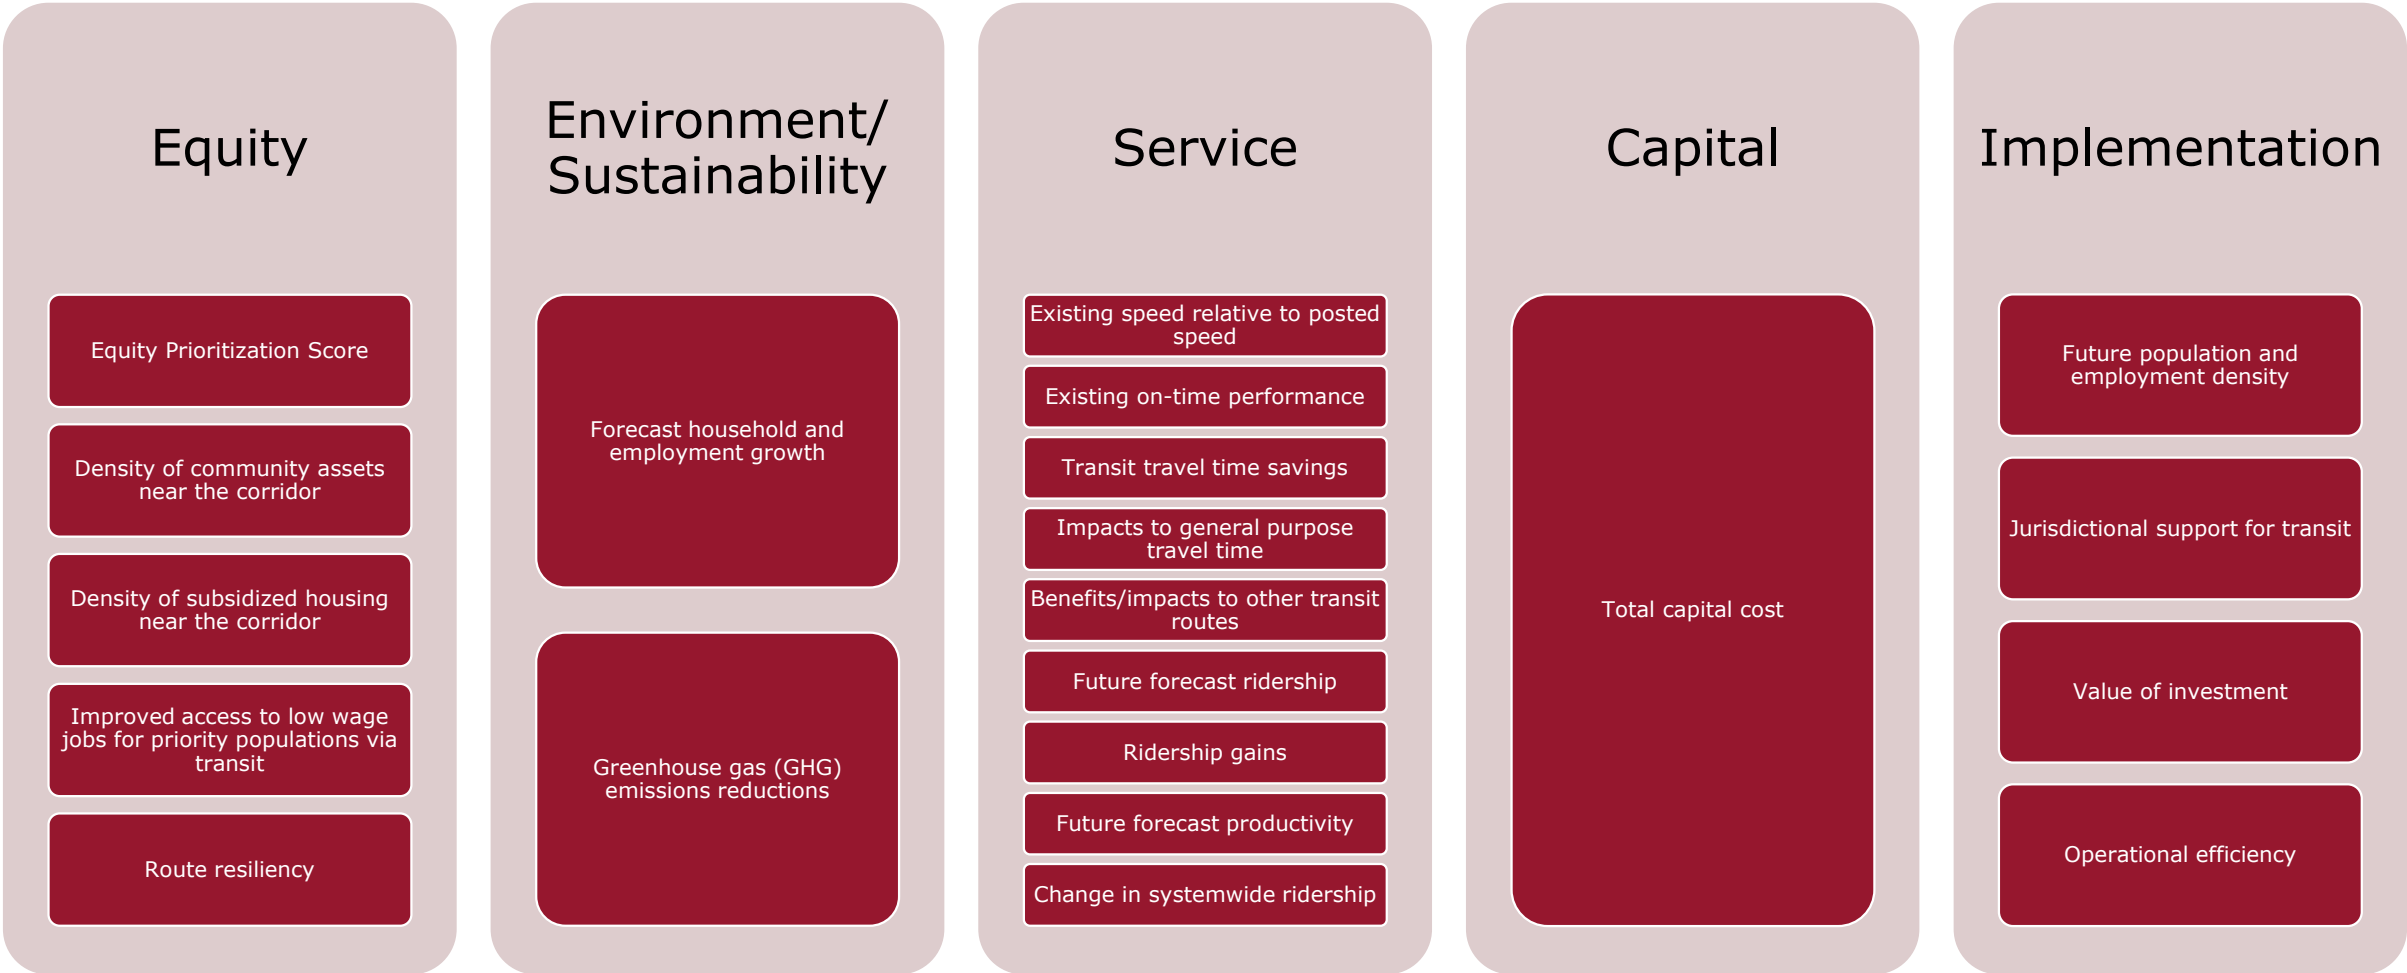 Equity
Equity Prioritization Score
Density of community assets
near the corridor
Density of subsidized housing
near the corridor
Improved access to low wage
jobs for priority populations via
transit
Route resiliency
Environment/
Sustainability
Forecast household and
employment growth
Greenhouse gas (GHG)
emissions reductions
Service
Existing speed relative to posted
speed
Existing on-time performance
Transit travel time savings
Impacts to general purpose
travel time
Benefits/impacts to other transit
routes
Future forecast ridership
Ridership gains
Future forecast productivity
Change in systemwide ridership
Capital
Total capital cost
Implementation
Future population and
employment density
Jurisdictional support for transit
Value of investment
Operational efficiency